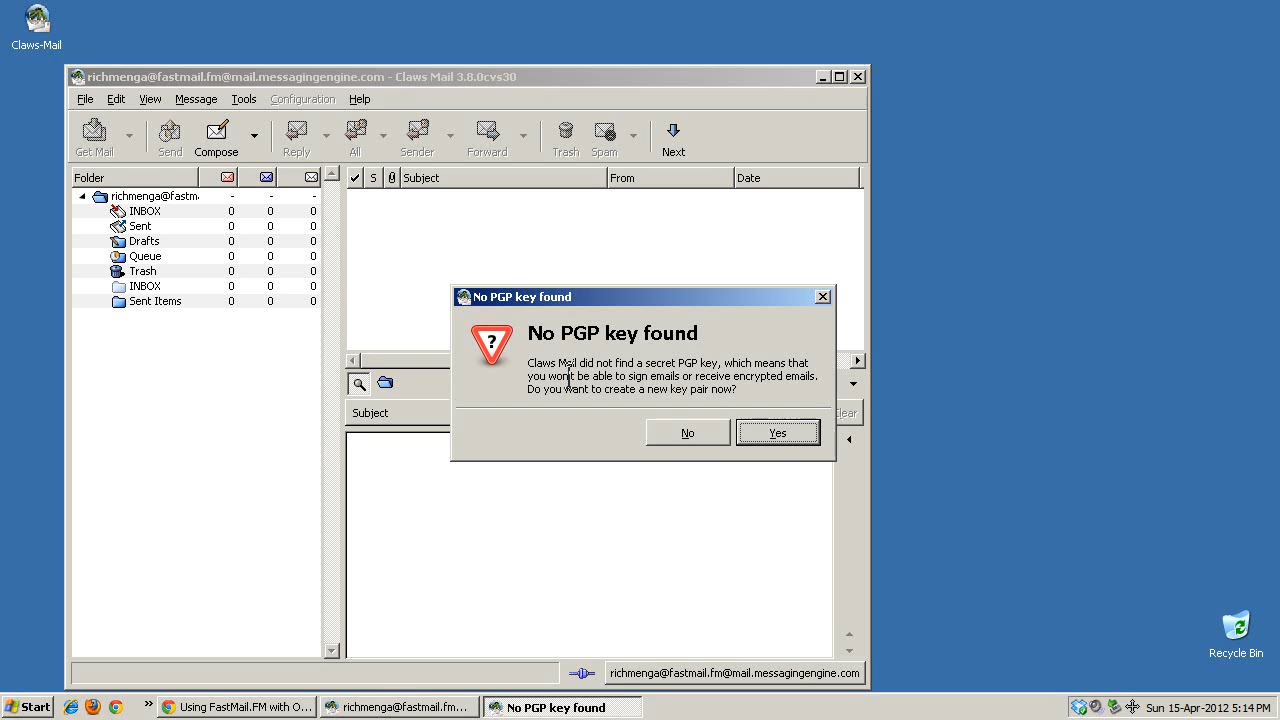 Claws-Mail
richmenga@fastmail.fm@mail.messagingengine.com - Claws Mail 3.8.0cvs30
File Edit View Message Tools Configuration Help
Get Mail Send Compose Reply All Sender Forward Trash Spam Next
Folder
S Subject From Date
richmenga@fastm. - - -
INBOX 0 0 0
Sent 0 0 0
Drafts 0 0 0
Queue 0 0 0
Trash 0 0 0
INBOX 0 0 0
Sent Items 0 0 0
No PGP key found
No PGP key found
Claws Mail did not find a secret PGP key, which means that
you won't be able to sign emails or receive encrypted emails.
Do you want to create a new key pair now?
No Yes
Subject
lear
richmenga@fastmail.fm@mail.messagingengine.com
Recycle Bin
Start
» Using FastMail.FM with O...
richmenga@fastmail.fm...
No PGP key found
Sun 15-Apr-2012 5:14 PM